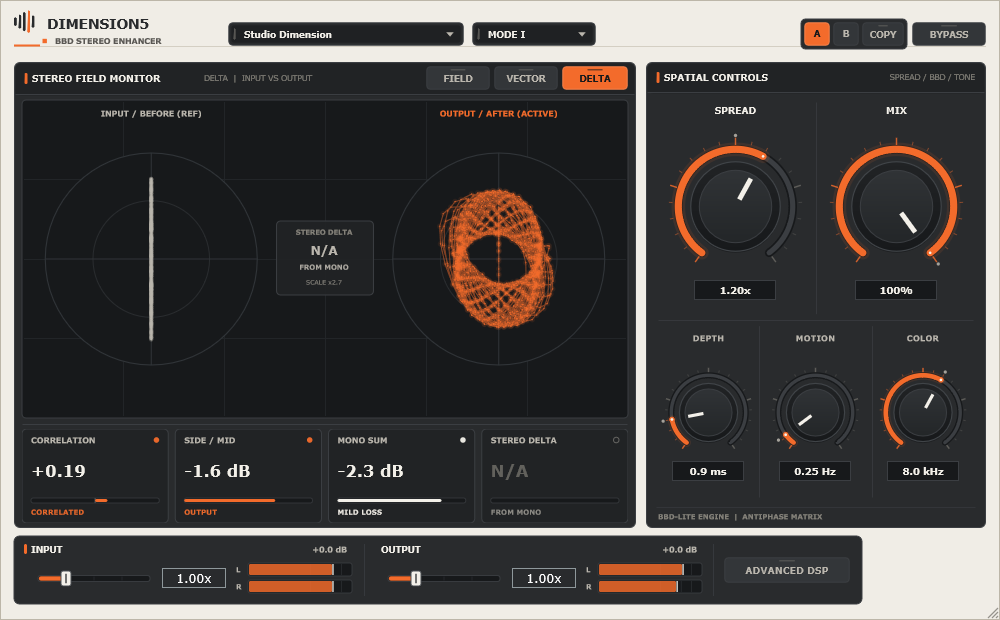 DIMENSION5
BBD STEREO ENHANCER
Studio Dimension
MODE I
A
B
COPY
BYPASS
STEREO FIELD MONITOR
DELTA | INPUT VS OUTPUT
FIELD
VECTOR
DELTA
INPUT / BEFORE (REF)
OUTPUT / AFTER (ACTIVE)
STEREO DELTA
N/A
FROM MONO
SCALE x2.7
CORRELATION
+0.19
CORRELATED
SIDE / MID
-1.6 dB
OUTPUT
MONO SUM
-2.3 dB
MILD LOSS
STEREO DELTA
N/A
FROM MONO
SPATIAL CONTROLS
SPREAD / BBD / TONE
SPREAD
MIX
1.20x
100%
DEPTH
MOTION
COLOR
0.9 ms
0.25 Hz
8.0 kHz
BBD-LITE ENGINE | ANTIPHASE MATRIX
INPUT
+0.0 dB
1.00x
L
R
OUTPUT
+0.0 dB
1.00x
L
R
ADVANCED DSP